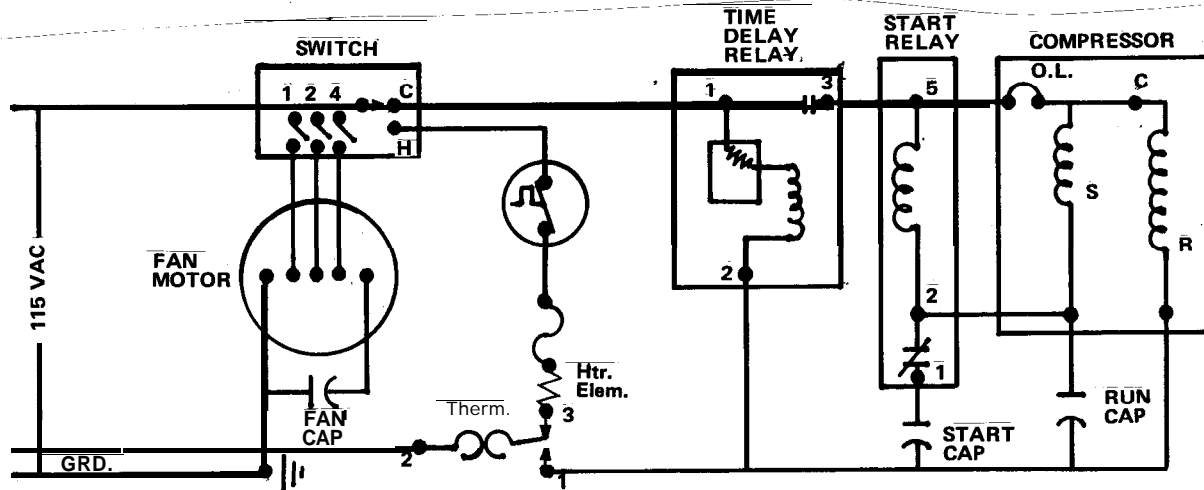 SWITCH
1 2 4
C
H
TIME
DELAY
RELAY
1
3
2
START
RELAY
5
2
1
COMPRESSOR
O.L.
C
S
R
115 VAC
FAN
MOTOR
FAN
CAP
Htr.
Elem.
3
Therm.
2
1
GRD.
START
CAP
RUN
CAP